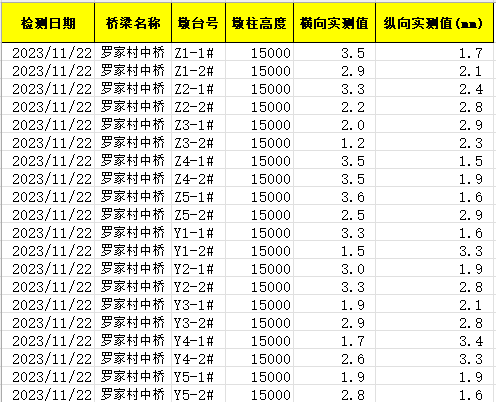 检测日期 桥梁名称 墩台号 墩柱高度 横向实测值 纵向实测值(mm)
2023/11/22 罗家村中桥 Z1-1# 15000 3.5 1.7
2023/11/22 罗家村中桥 Z1-2# 15000 2.9 2.1
2023/11/22 罗家村中桥 Z2-1# 15000 3.3 2.4
2023/11/22 罗家村中桥 Z2-2# 15000 2.2 2.8
2023/11/22 罗家村中桥 Z3-1# 15000 2.0 2.9
2023/11/22 罗家村中桥 Z3-2# 15000 1.2 2.3
2023/11/22 罗家村中桥 Z4-1# 15000 3.5 1.5
2023/11/22 罗家村中桥 Z4-2# 15000 3.5 1.9
2023/11/22 罗家村中桥 Z5-1# 15000 3.6 1.6
2023/11/22 罗家村中桥 Z5-2# 15000 2.5 2.9
2023/11/22 罗家村中桥 Y1-1# 15000 3.3 1.6
2023/11/22 罗家村中桥 Y1-2# 15000 1.5 3.3
2023/11/22 罗家村中桥 Y2-1# 15000 3.0 1.9
2023/11/22 罗家村中桥 Y2-2# 15000 3.3 2.8
2023/11/22 罗家村中桥 Y3-1# 15000 1.9 2.1
2023/11/22 罗家村中桥 Y3-2# 15000 2.9 2.8
2023/11/22 罗家村中桥 Y4-1# 15000 1.7 3.4
2023/11/22 罗家村中桥 Y4-2# 15000 2.6 3.3
2023/11/22 罗家村中桥 Y5-1# 15000 1.9 1.9
2023/11/22 罗家村中桥 Y5-2# 15000 2.8 1.6